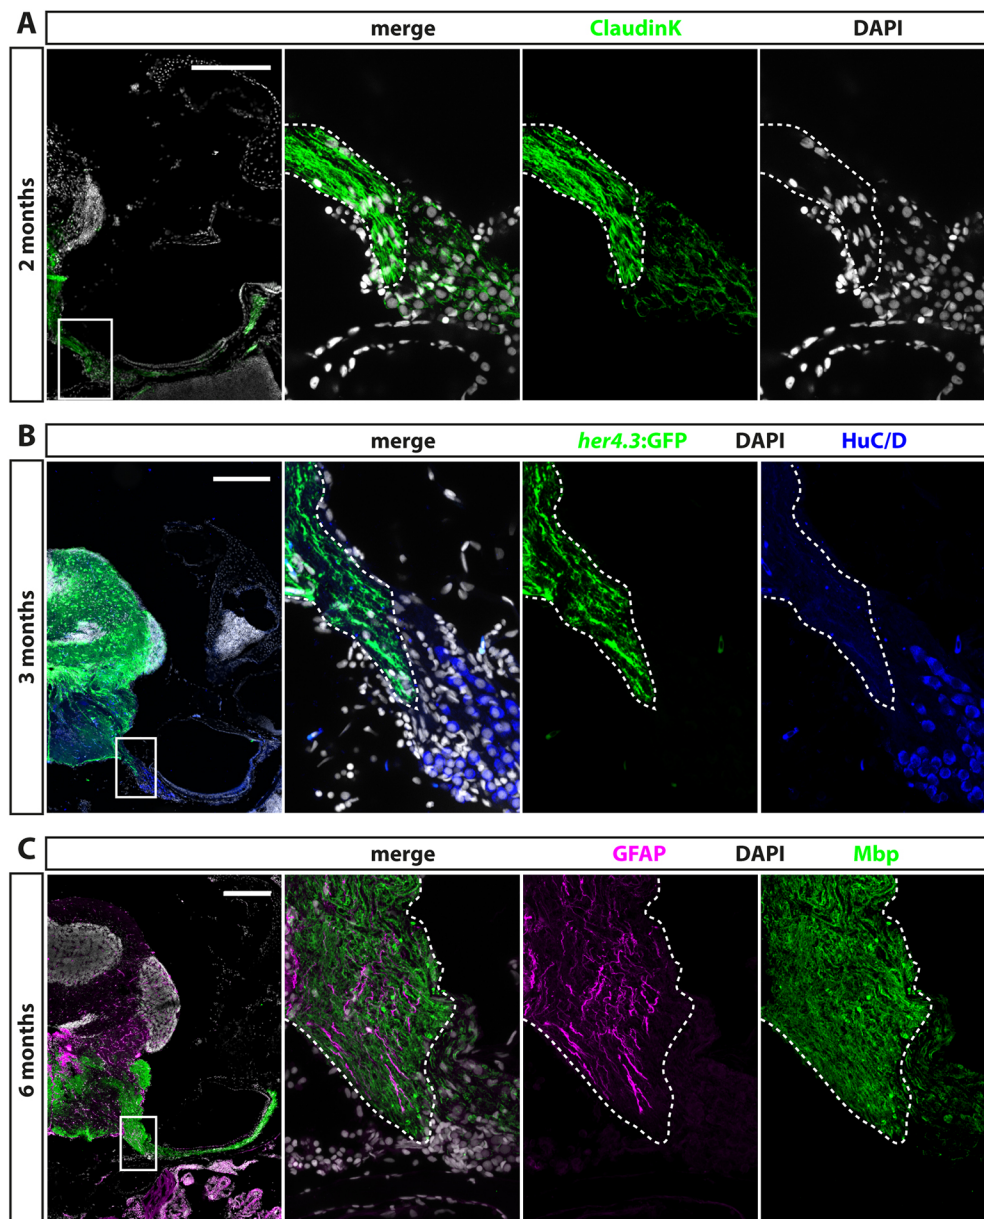 A
merge ClaudinK DAPI
2 months
B
merge her4.3:GFP DAPI HuC/D
3 months
C
merge GFAP DAPI Mbp
6 months